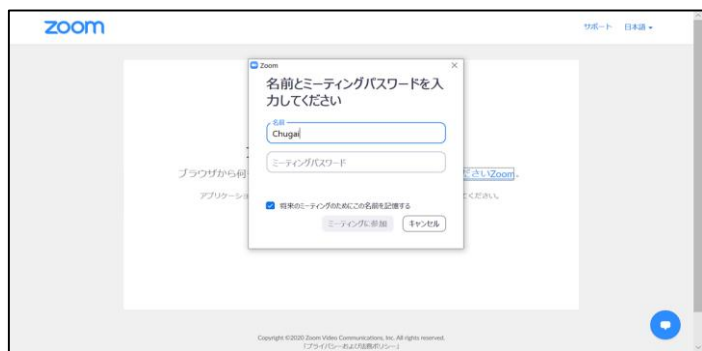 zoom
サポート 日本語
Zoom
名前とミーティングパスワードを入
力してください
名前
Chugai
ミーティングパスワード
ブラウザから何
ださいZoom.
アプリケーショ
てください。
将来のミーティングのためにこの名前を記憶する
ミーティングに参加 キャンセル
Copyright ©2020 Zoom Video Communications, Inc. All rights reserved.
「プライバシーおよび法務ポリシー」